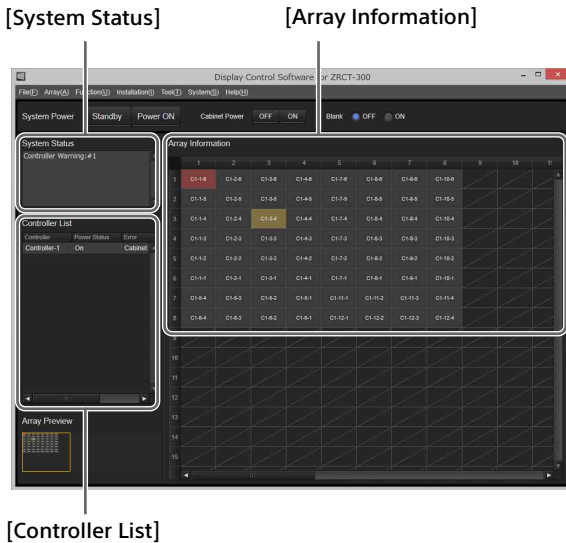 [System Status]
[Array Information]
Display Control Software for ZRCT-300
File(F) Array(A) Function(U) Installation(I) Tool(T) System(S) Help(H)
System Power Standby Power ON Cabinet Power OFF ON Blank OFF ON
System Status
Controller Warning:#1
Controller List
Controller Power Status Error
Controller-1 On Cabinet
Array Preview
Array Information
1 2 3 4 5 6 7 8 9 10
1 C1-1-6 C1-2-6 C1-3-6 C1-4-6 C1-7-6 C1-8-6 C1-9-6 C1-10-6
2 C1-1-5 C1-2-5 C1-3-5 C1-4-5 C1-7-5 C1-8-5 C1-9-5 C1-10-5
3 C1-1-4 C1-2-4 C1-3-4 C1-4-4 C1-7-4 C1-8-4 C1-9-4 C1-10-4
4 C1-1-3 C1-2-3 C1-3-3 C1-4-3 C1-7-3 C1-8-3 C1-9-3 C1-10-3
5 C1-1-2 C1-2-2 C1-3-2 C1-4-2 C1-7-2 C1-8-2 C1-9-2 C1-10-2
6 C1-1-1 C1-2-1 C1-3-1 C1-4-1 C1-7-1 C1-8-1 C1-9-1 C1-10-1
7 C1-5-4 C1-5-3 C1-5-2 C1-5-1 C1-11-1 C1-11-2 C1-11-3 C1-11-4
8 C1-6-4 C1-6-3 C1-6-2 C1-6-1 C1-12-1 C1-12-2 C1-12-3 C1-12-4
9
10
11
12
13
14
15
[Controller List]